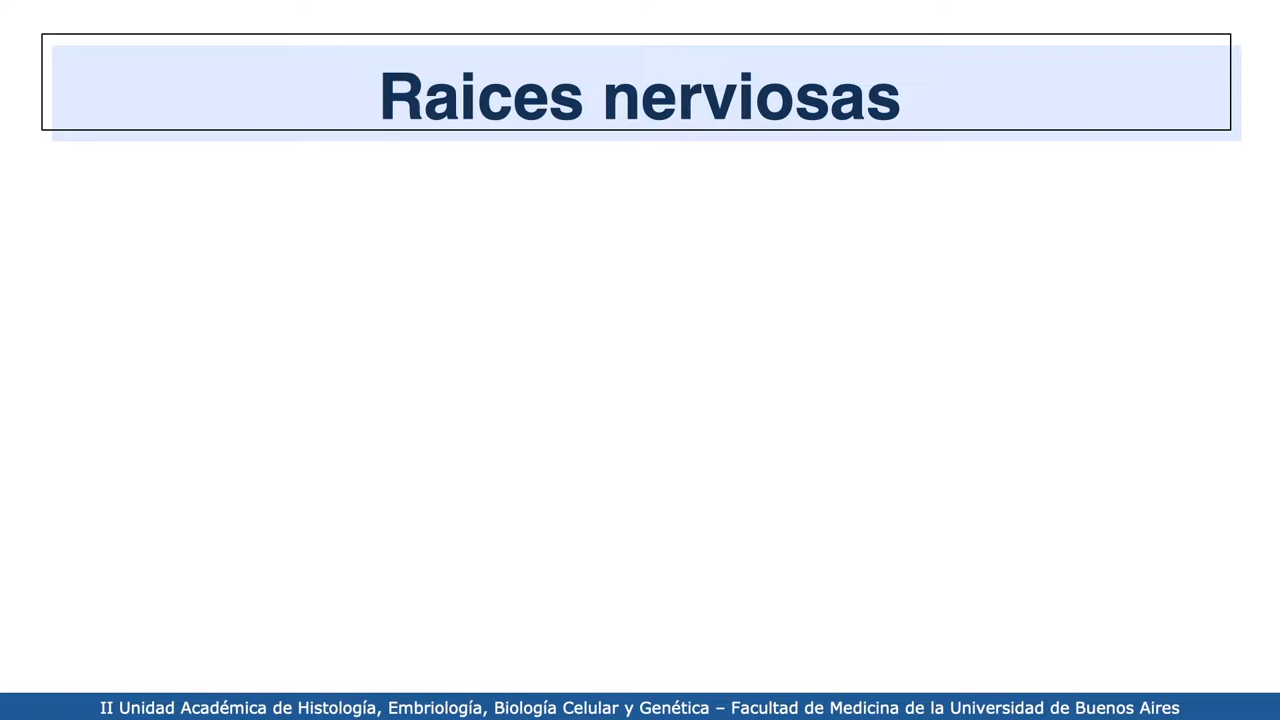 Raices nerviosas
II Unidad Académica de Histología, Embriología, Biología Celular y Genética – Facultad de Medicina de la Universidad de Buenos Aires